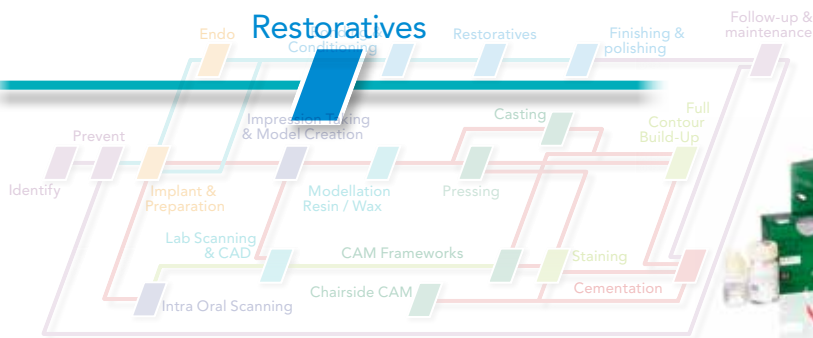 Restoratives
Endo
Bonding &
Conditioning
Restoratives
Finishing &
polishing
Follow-up &
maintenance
Prevent
Impression Taking
& Model Creation
Casting
Full
Contour
Build-Up
Identify
Implant &
Preparation
Modellation
Resin / Wax
Pressing
Lab Scanning
& CAD
CAM Frameworks
Staining
Intra Oral Scanning
Chairside CAM
Cementation